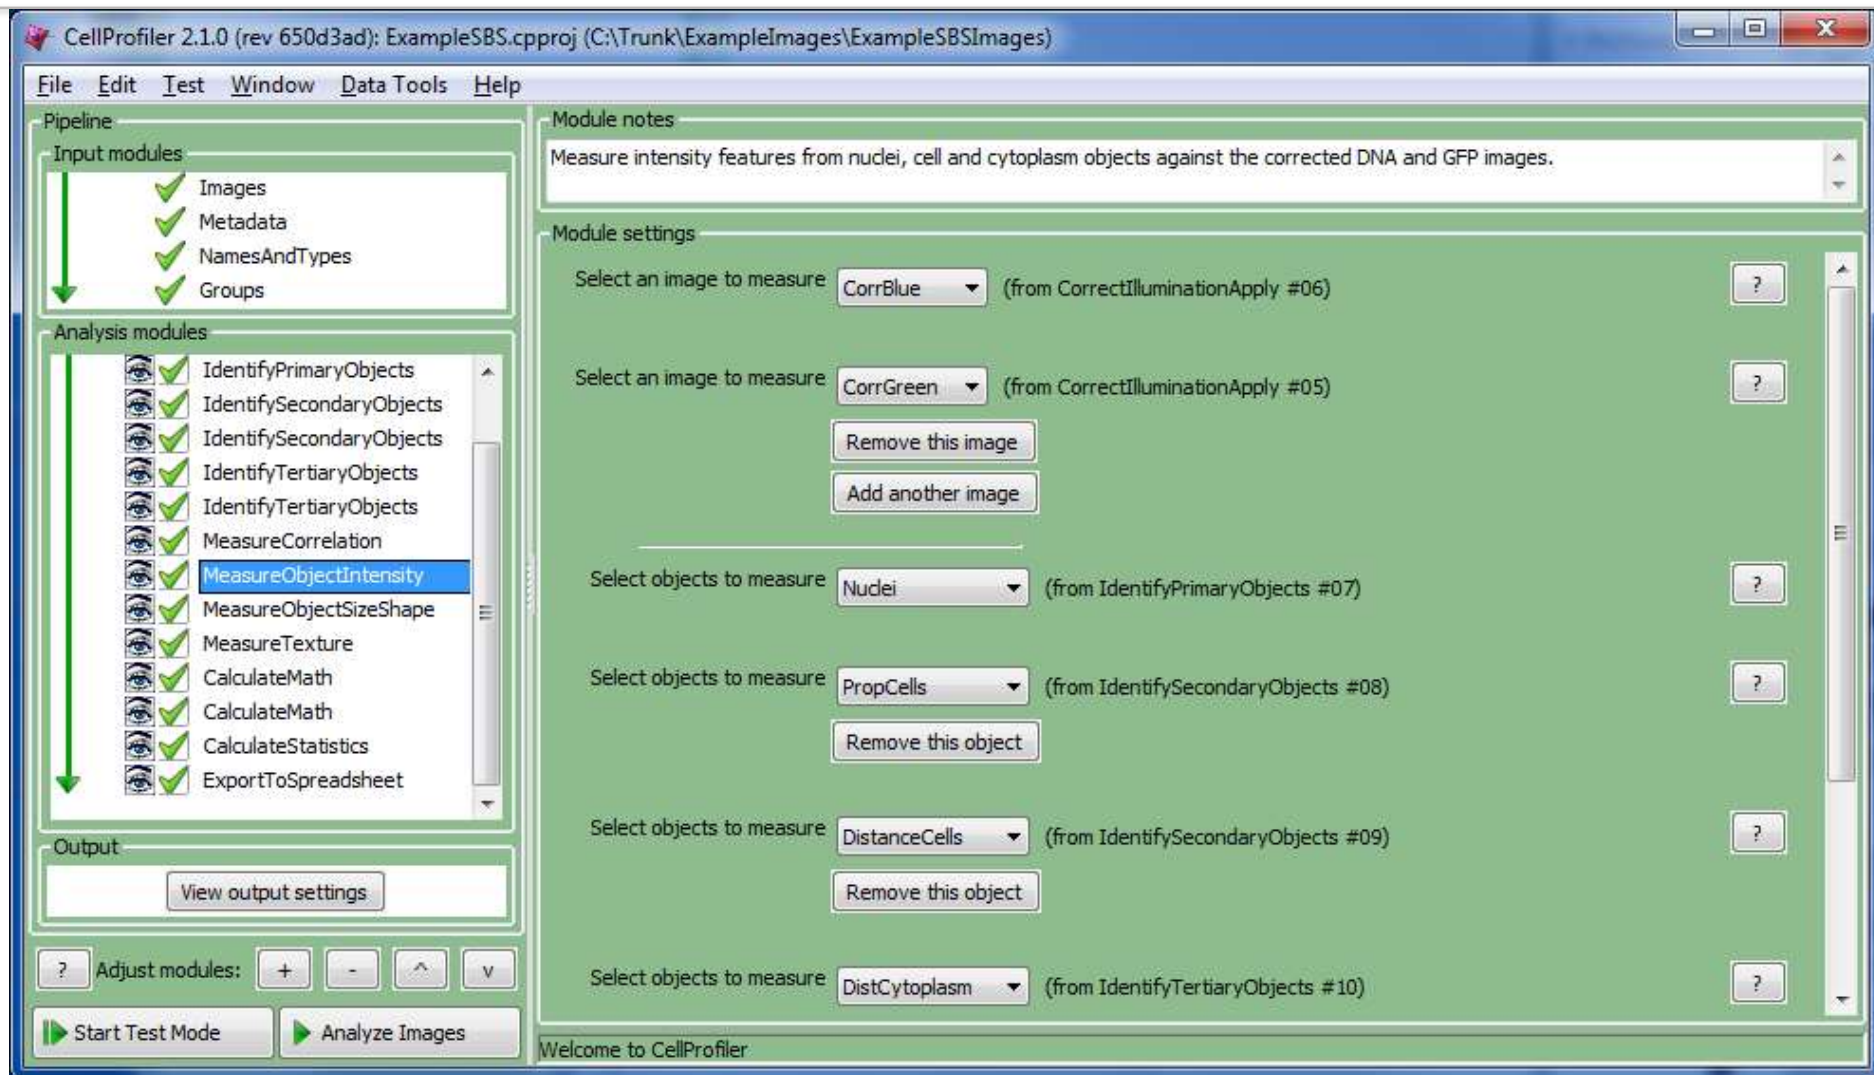 CellProfiler 2.1.0 (rev 650d3ad): ExampleSBS.cpproj (C:\Trunk\ExampleImages\ExampleSBSImages)
File Edit Test Window Data Tools Help
Pipeline
Input modules
Images
Metadata
NamesAndTypes
Groups
Analysis modules
IdentifyPrimaryObjects
IdentifySecondaryObjects
IdentifySecondaryObjects
IdentifyTertiaryObjects
IdentifyTertiaryObjects
MeasureCorrelation
MeasureObjectIntensity
MeasureObjectSizeShape
MeasureTexture
CalculateMath
CalculateMath
CalculateStatistics
ExportToSpreadsheet
Output
View output settings
? Adjust modules: + - ^ v
Start Test Mode Analyze Images
Module notes
Measure intensity features from nuclei, cell and cytoplasm objects against the corrected DNA and GFP images.
Module settings
Select an image to measure CorrBlue (from CorrectIlluminationApply #06) ?
Select an image to measure CorrGreen (from CorrectIlluminationApply #05) ?
Remove this image
Add another image
Select objects to measure Nuclei (from IdentifyPrimaryObjects #07) ?
Select objects to measure PropCells (from IdentifySecondaryObjects #08) ?
Remove this object
Select objects to measure DistanceCells (from IdentifySecondaryObjects #09) ?
Remove this object
Select objects to measure DistCytoplasm (from IdentifyTertiaryObjects #10) ?
Welcome to CellProfiler